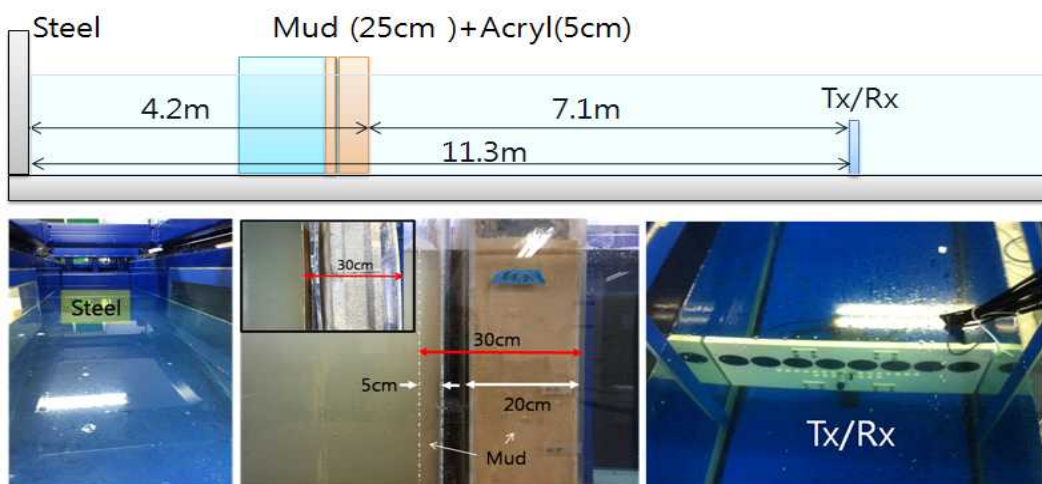 Steel
Mud (25cm )+Acryl(5cm)
4.2m
7.1m
Tx/Rx
11.3m
Steel
30cm
30cm
5cm
20cm
Mud
Tx/Rx